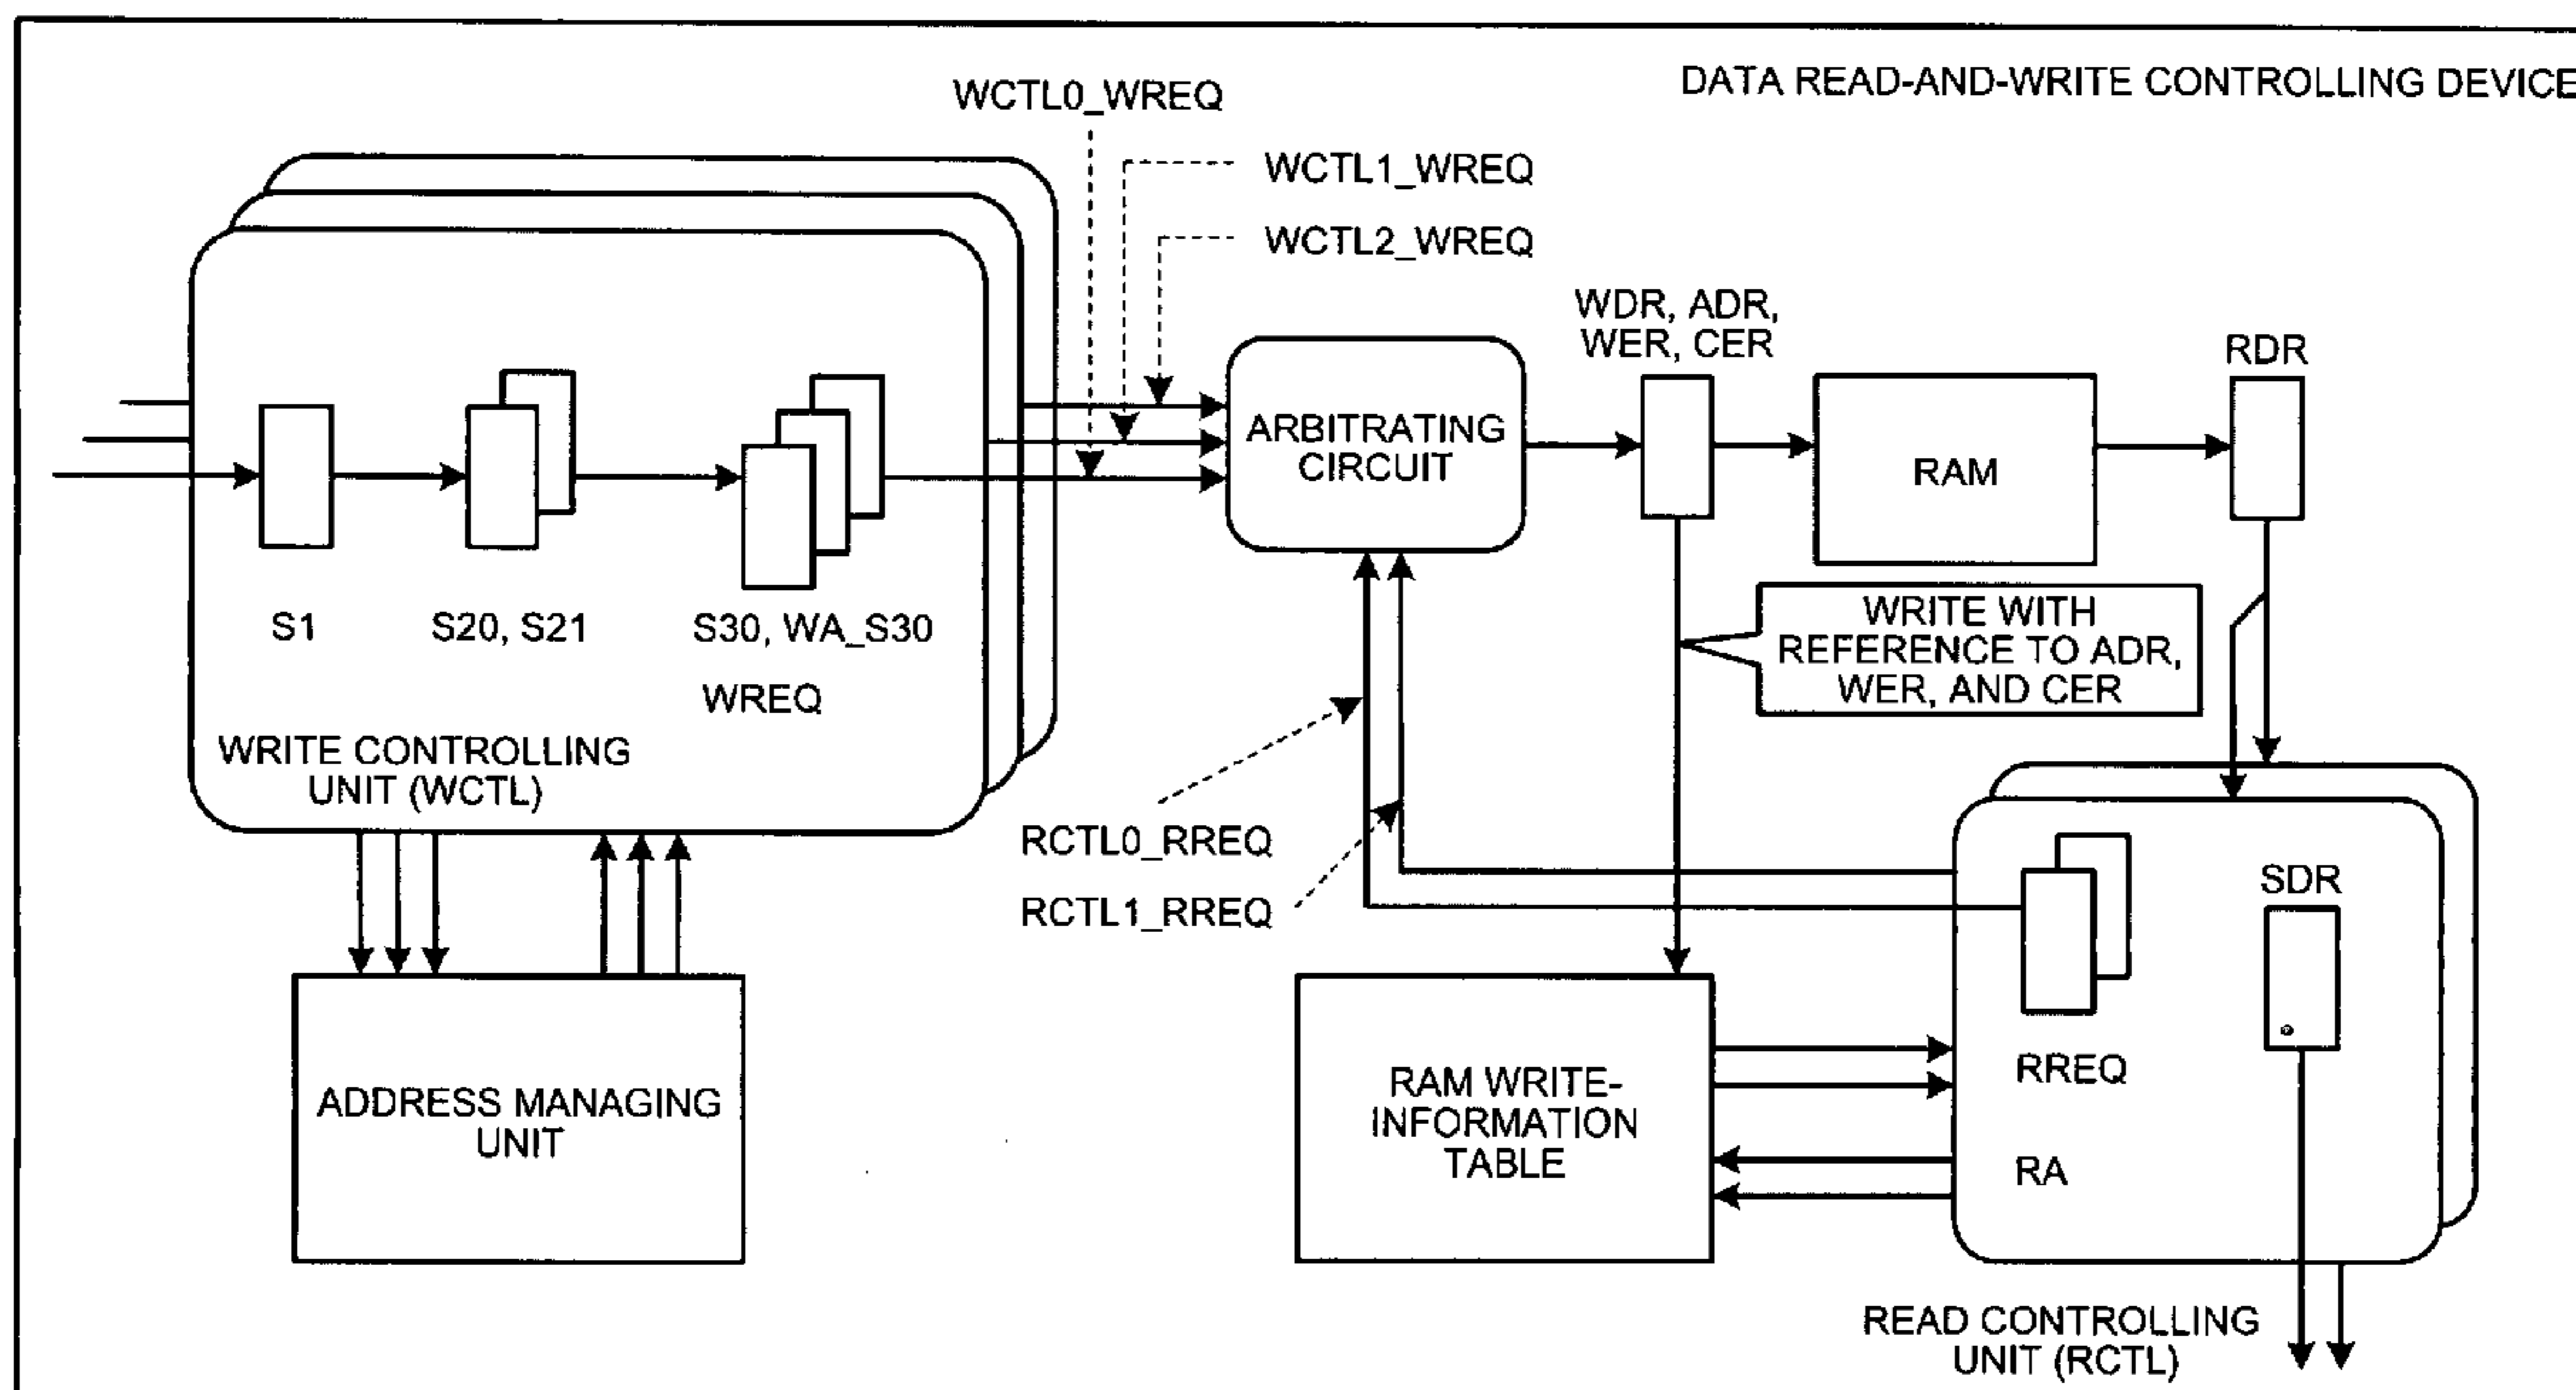 DATA READ-AND-WRITE CONTROLLING DEVICE
WCTL0_WREQ
WCTL1_WREQ
WCTL2_WREQ
WDR, ADR,
WER, CER
RDR
ARBITRATING
CIRCUIT
RAM
S1
S20, S21
S30, WA_S30
WREQ
WRITE CONTROLLING
UNIT (WCTL)
WRITE WITH
REFERENCE TO ADR,
WER, AND CER
RCTL0_RREQ
RCTL1_RREQ
SDR
RREQ
RA
ADDRESS MANAGING
UNIT
RAM WRITE-
INFORMATION
TABLE
READ CONTROLLING
UNIT (RCTL)